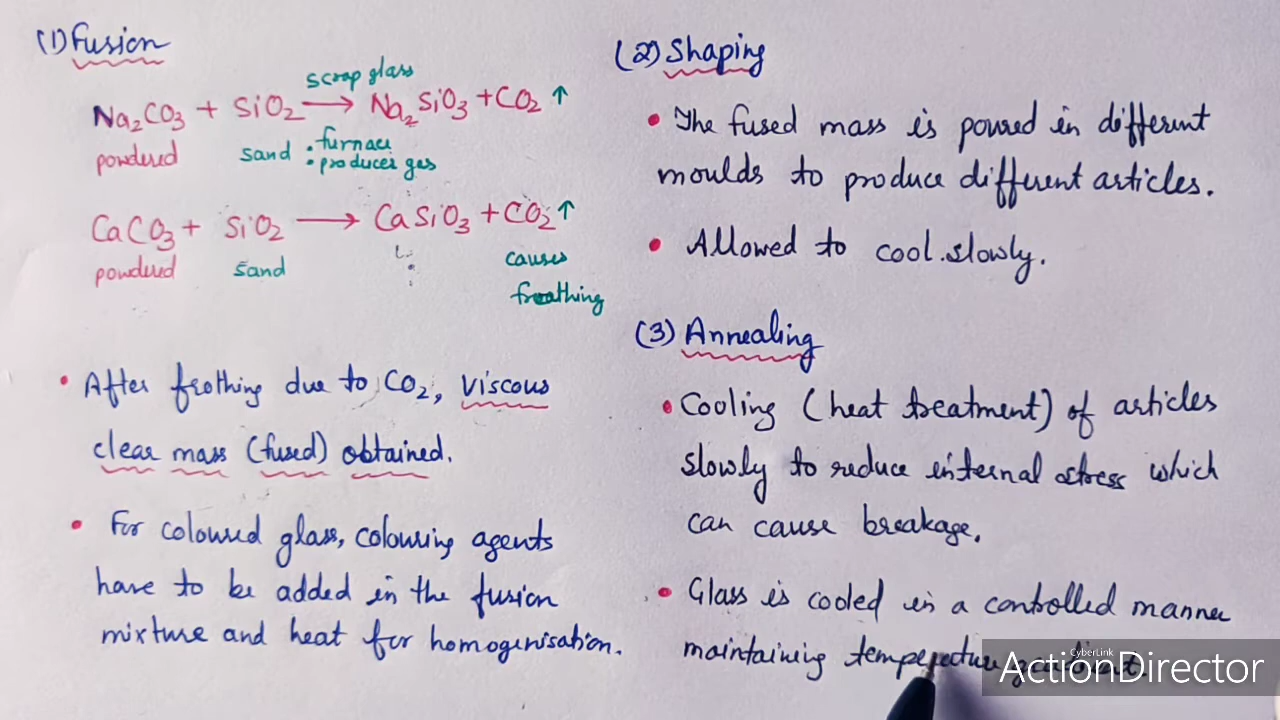 (1) Fusion
scrap glass
Na2CO3 + SiO2 → Na2SiO3 + CO2 ↑
powdered sand • furnace
• producer gas
CaCO3 + SiO2 → CaSiO3 + CO2 ↑
powdered sand causes
froathing
• After frothing due to CO2, viscous
clear mass (fused) obtained.
• For coloured glass, colouring agents
have to be added in the fusion
mixture and heat for homogenisation.
(2) Shaping
• The fused mass is poured in different
moulds to produce different articles.
• Allowed to cool slowly.
(3) Annealing
• Cooling (heat treatment) of articles
slowly to reduce internal stress which
can cause breakage.
• Glass is cooled in a controlled manner
maintaining temperature gradient.
CyberLink
ActionDirector